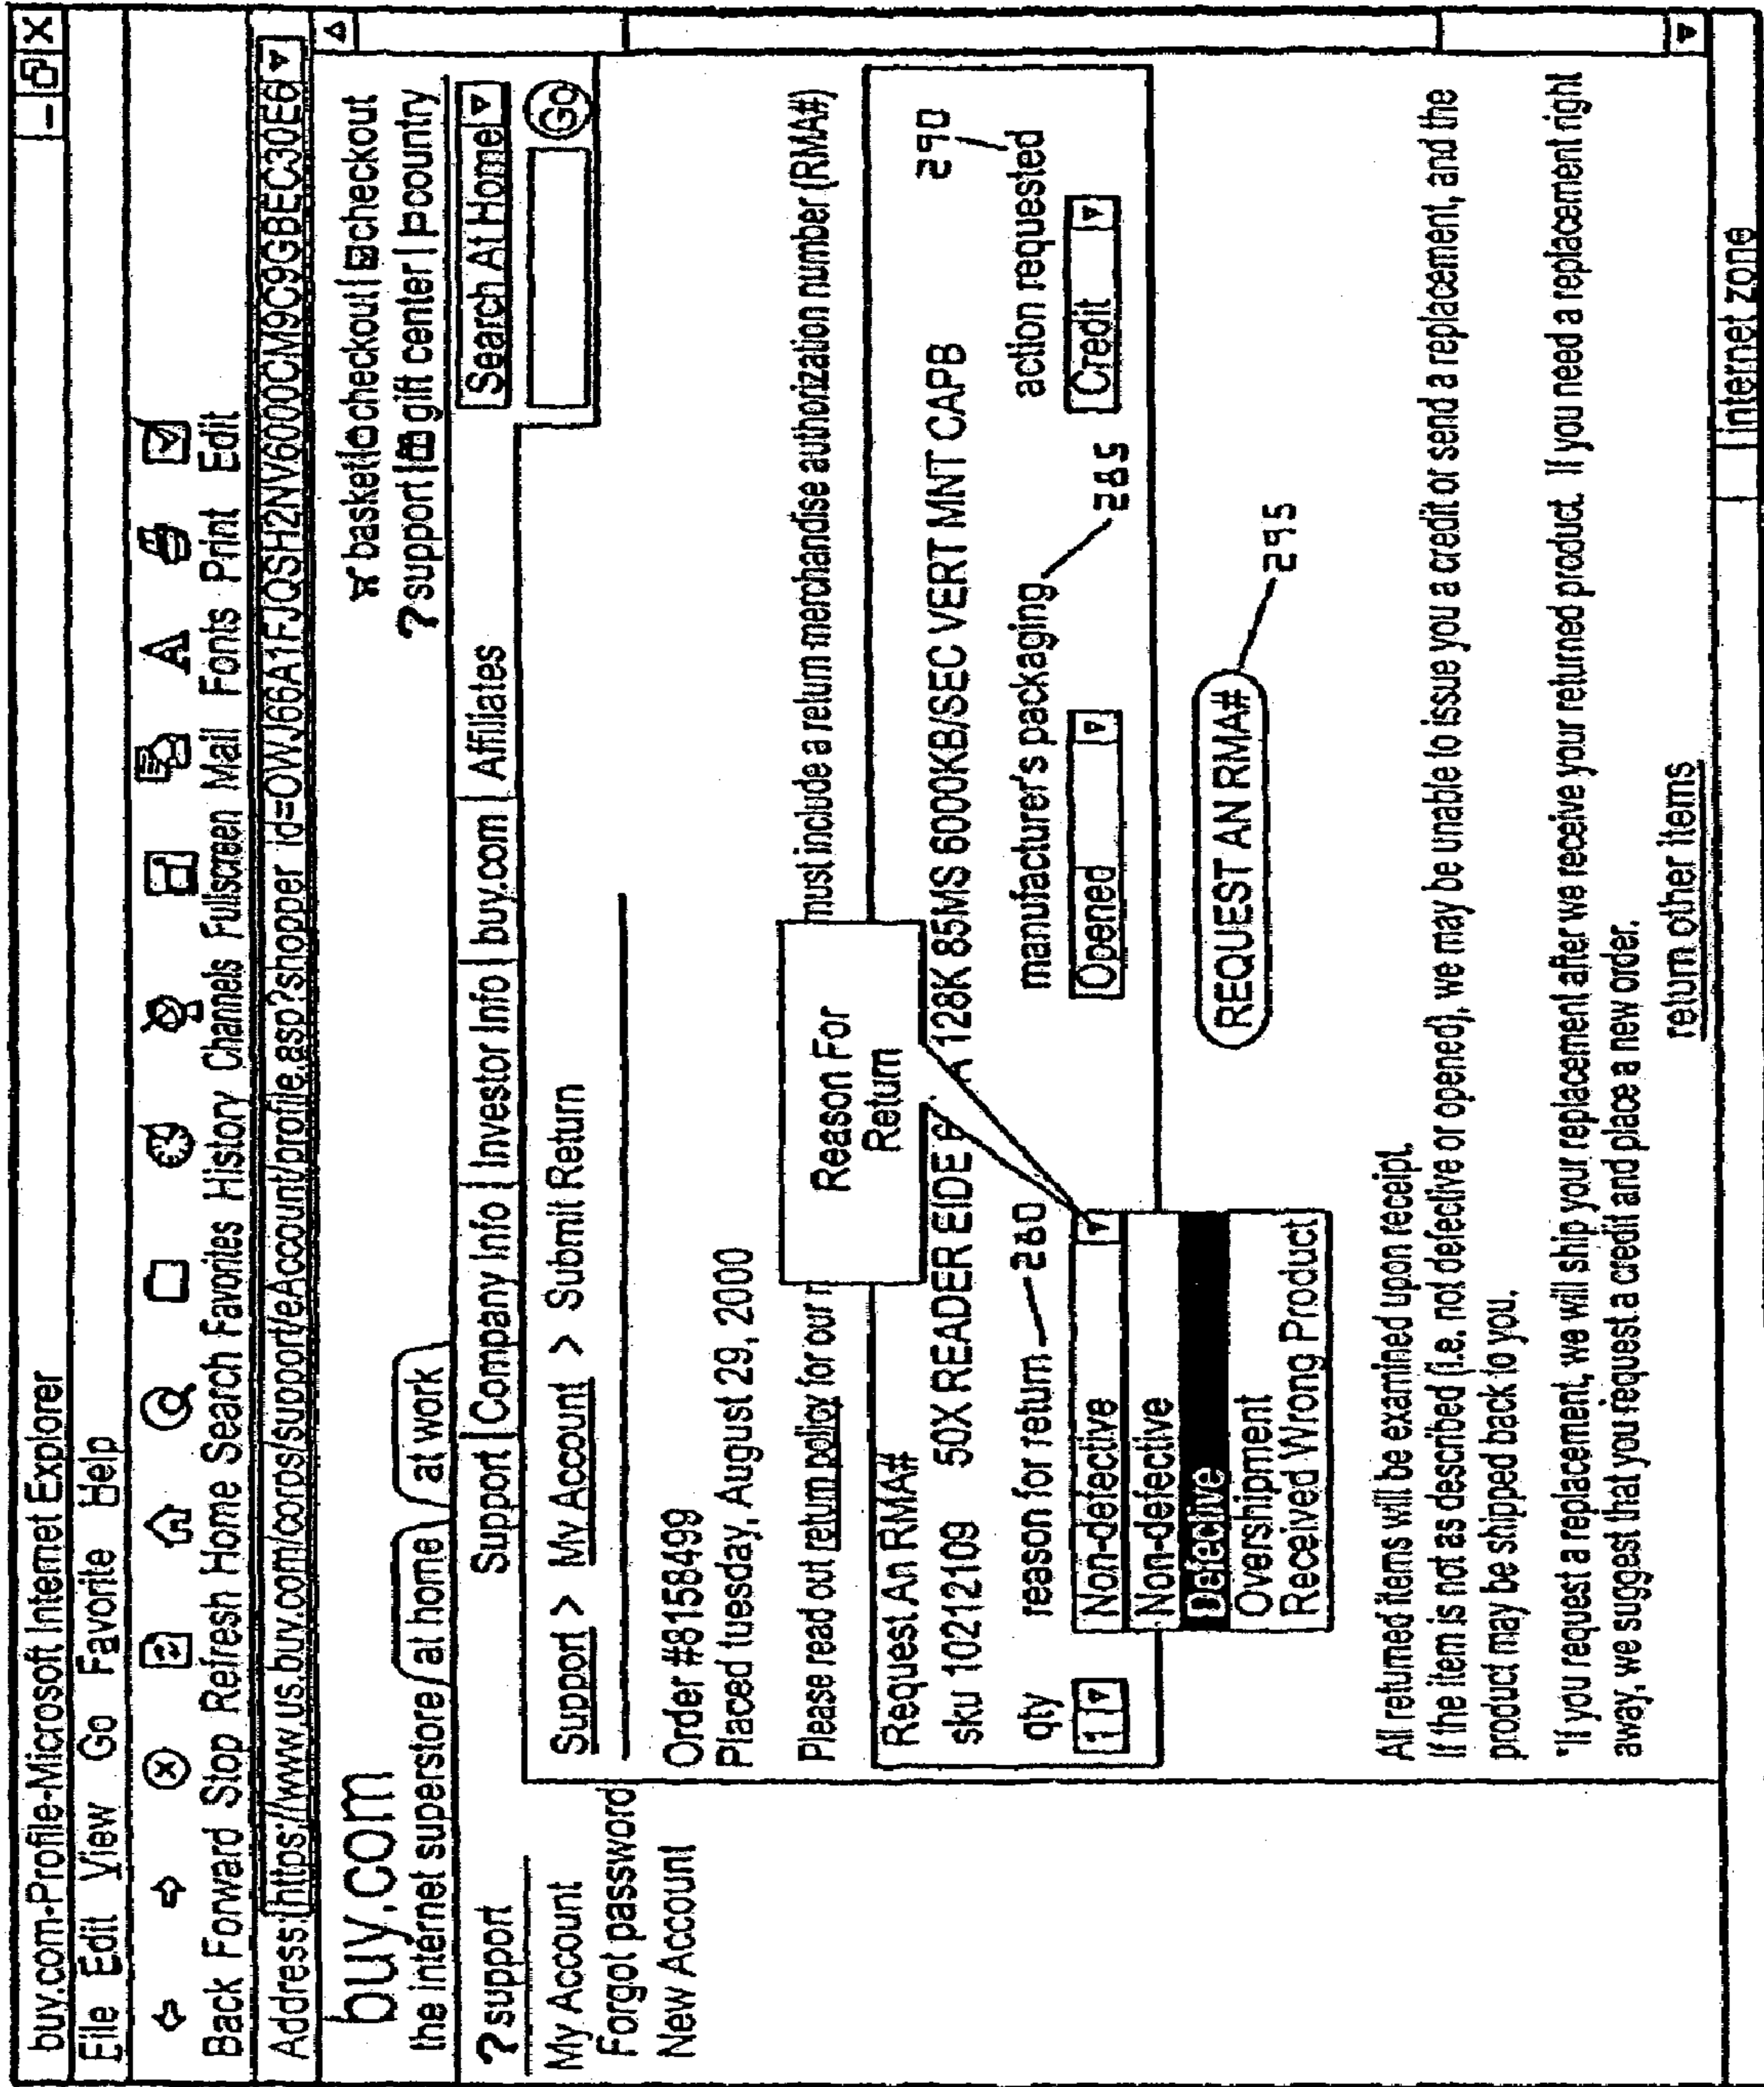 buy.com-Profile-Microsoft Internet Explorer
File Edit View Go Favorite Help
Back Forward Stop Refresh Home Search Favorites History Channels Fullscreen Mail Fonts Print Edit
Address: https://www.us.buy.com/corps/support/eAccount/profile.asp?shopper id=OWJ66A1FJQSH2NV6000CM9C9GBEC30E6
buy.com
the internet superstore at home at work
basket checkout checkout
? support gift center country
Support Company Info Investor Info buy.com Affiliates
Search At Home
Go
? support
My Account
Forgot password
New Account
Support > My Account > Submit Return
Order #8158499
Placed tuesday, August 29, 2000
Please read out return policy for our must include a return merchandise authorization number (RMA#)
Reason For
Return
Request An RMA#
sku 10212109 50X READER EIDE A 128K 85MS 6000KB/SEC VERT MNT CAPB
qty reason for return 280 manufacturer's packaging 285 action requested 290
1 Non-defective Opened Credit
Non-defective
Defective
Overshipment
Received Wrong Product
REQUEST AN RMA# 295
All returned items will be examined upon receipt.
If the item is not as described (i.e. not defective or opened), we may be unable to issue you a credit or send a replacement, and the
product may be shipped back to you.
*If you request a replacement, we will ship your replacement after we receive your returned product. If you need a replacement right
away, we suggest that you request a credit and place a new order.
return other items
internet zone